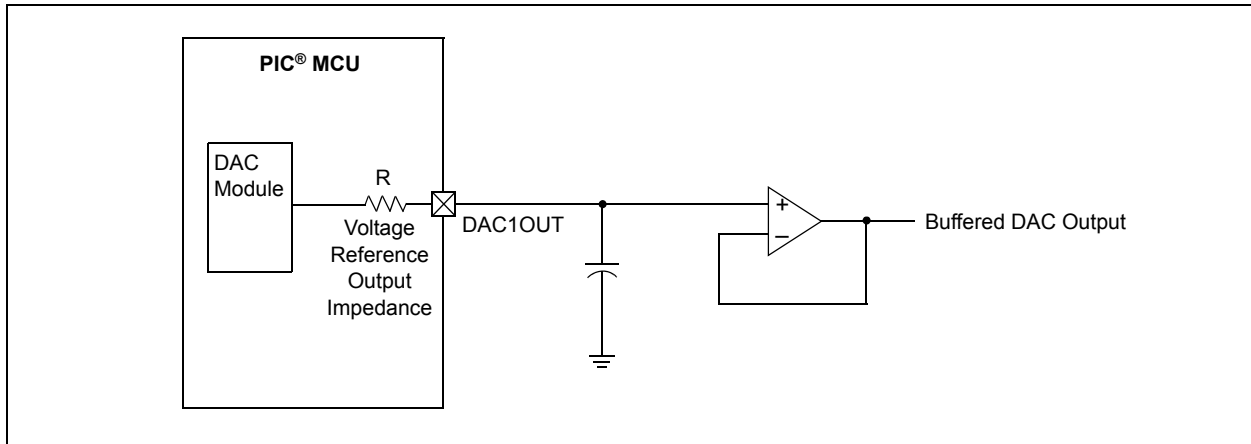 PIC® MCU
DAC
Module
R
Voltage
Reference
Output
Impedance
DAC1OUT
+
–
Buffered DAC Output